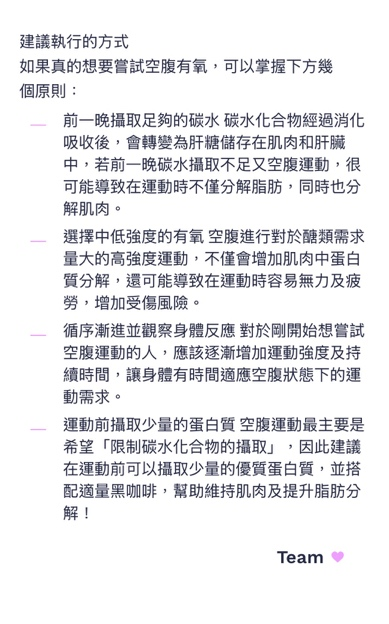 建議執行的方式
如果真的想要嘗試空腹有氧，可以掌握下方幾
個原則：
前一晚攝取足夠的碳水 碳水化合物經過消化
吸收後，會轉變為肝糖儲存在肌肉和肝臟
中，若前一晚碳水攝取不足又空腹運動，很
可能導致在運動時不僅分解脂肪，同時也分
解肌肉。
選擇中低強度的有氧 空腹進行對於醣類需求
量大的高強度運動，不僅會增加肌肉中蛋白
質分解，還可能導致在運動時容易無力及疲
勞，增加受傷風險。
循序漸進並觀察身體反應 對於剛開始想嘗試
空腹運動的人，應該逐漸增加運動強度及持
續時間，讓身體有時間適應空腹狀態下的運
動需求。
運動前攝取少量的蛋白質 空腹運動最主要是
希望「限制碳水化合物的攝取」，因此建議
在運動前可以攝取少量的優質蛋白質，並搭
配適量黑咖啡，幫助維持肌肉及提升脂肪分
解！
Team